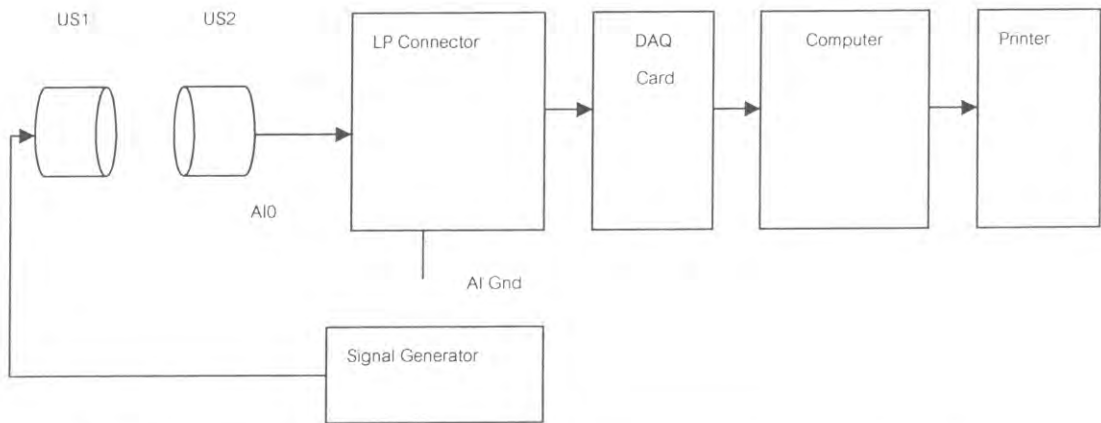 US1
US2
LP Connector
DAQ
Card
Computer
Printer
AI0
AI Gnd
Signal Generator